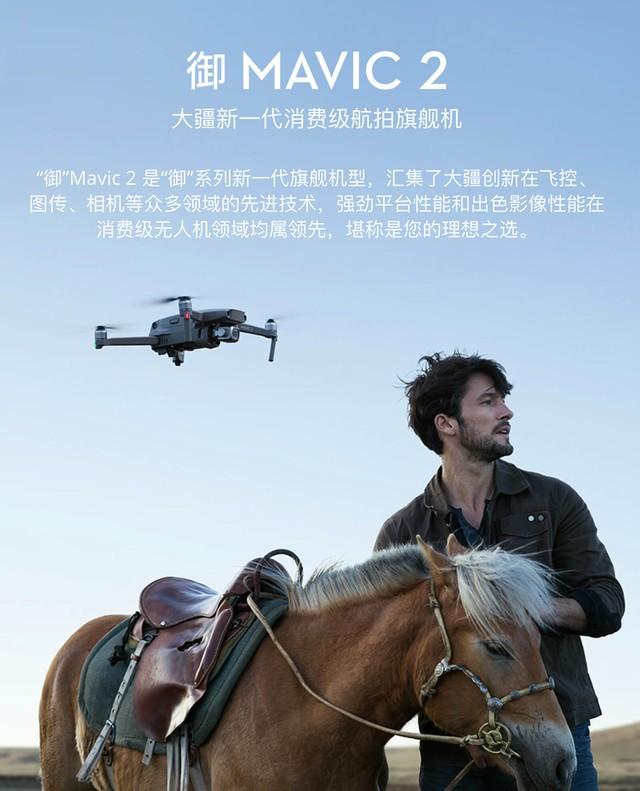 御 MAVIC 2
大疆新一代消费级航拍旗舰机
“御”Mavic 2 是“御”系列新一代旗舰机型，汇集了大疆创新在飞控、
图传、相机等众多领域的先进技术，强劲平台性能和出色影像性能在
消费级无人机领域均属领先，堪称是您的理想之选。